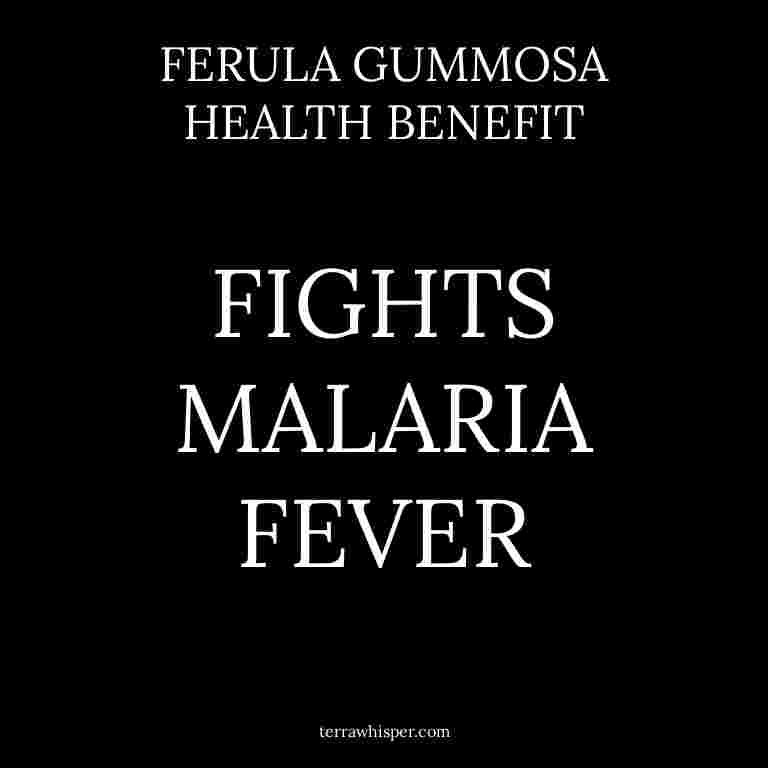 FERULA GUMMOSA
HEALTH BENEFIT
FIGHTS
MALARIA
FEVER
terrawhisper.com